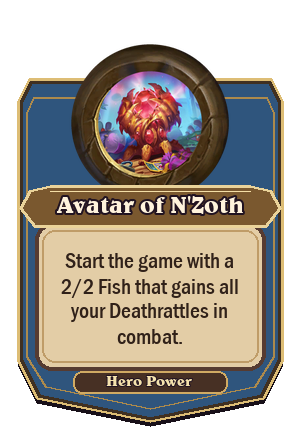 Avatar of N'Zoth
Start the game with a
2/2 Fish that gains all
your Deathrattles in
combat.
Hero Power